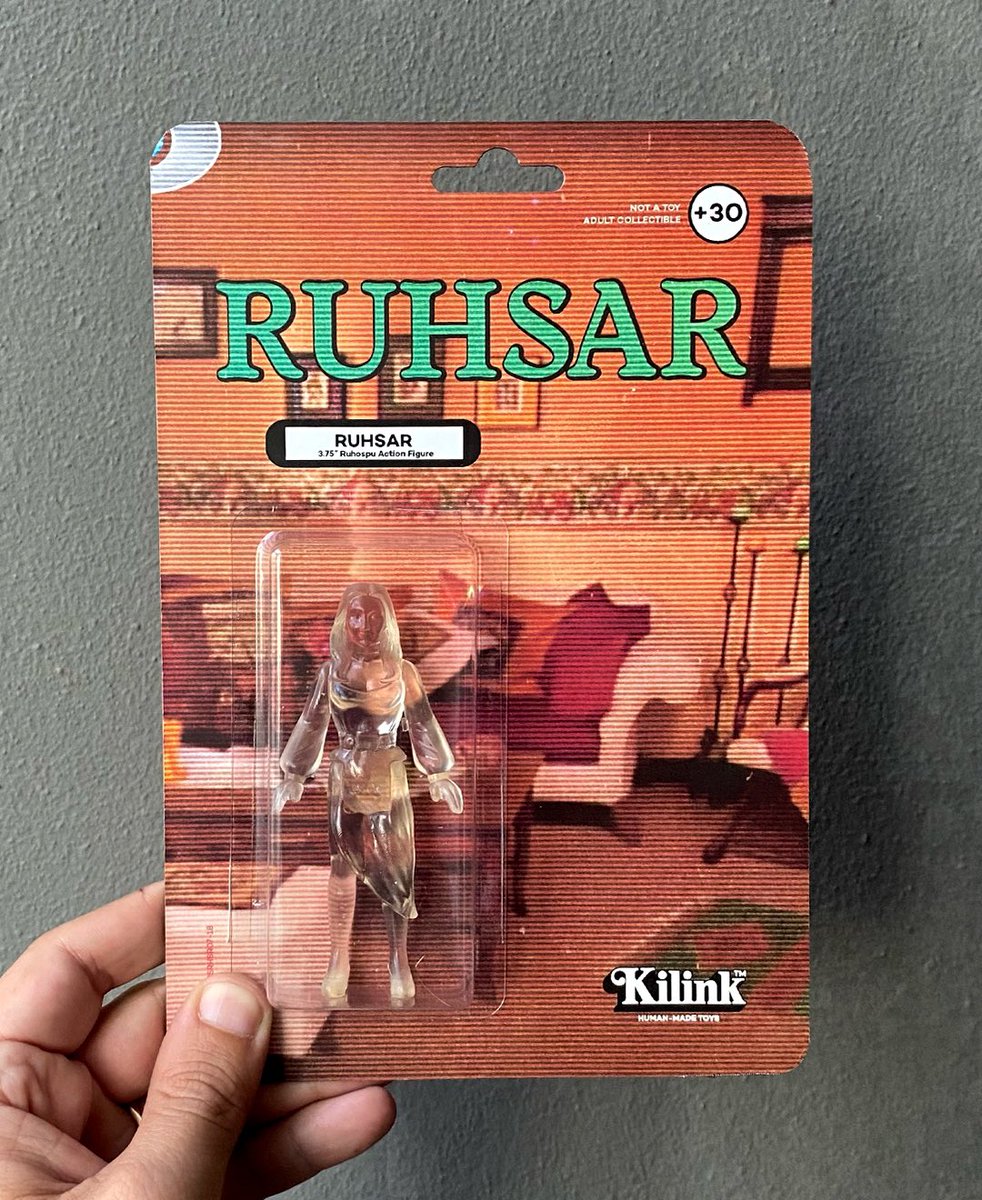 NOT A TOY
ADULT COLLECTIBLE
+30
RUHSAR
RUHSAR
3.75" Ruhospu Action Figure
Kilink™
HUMAN-MADE TOYS